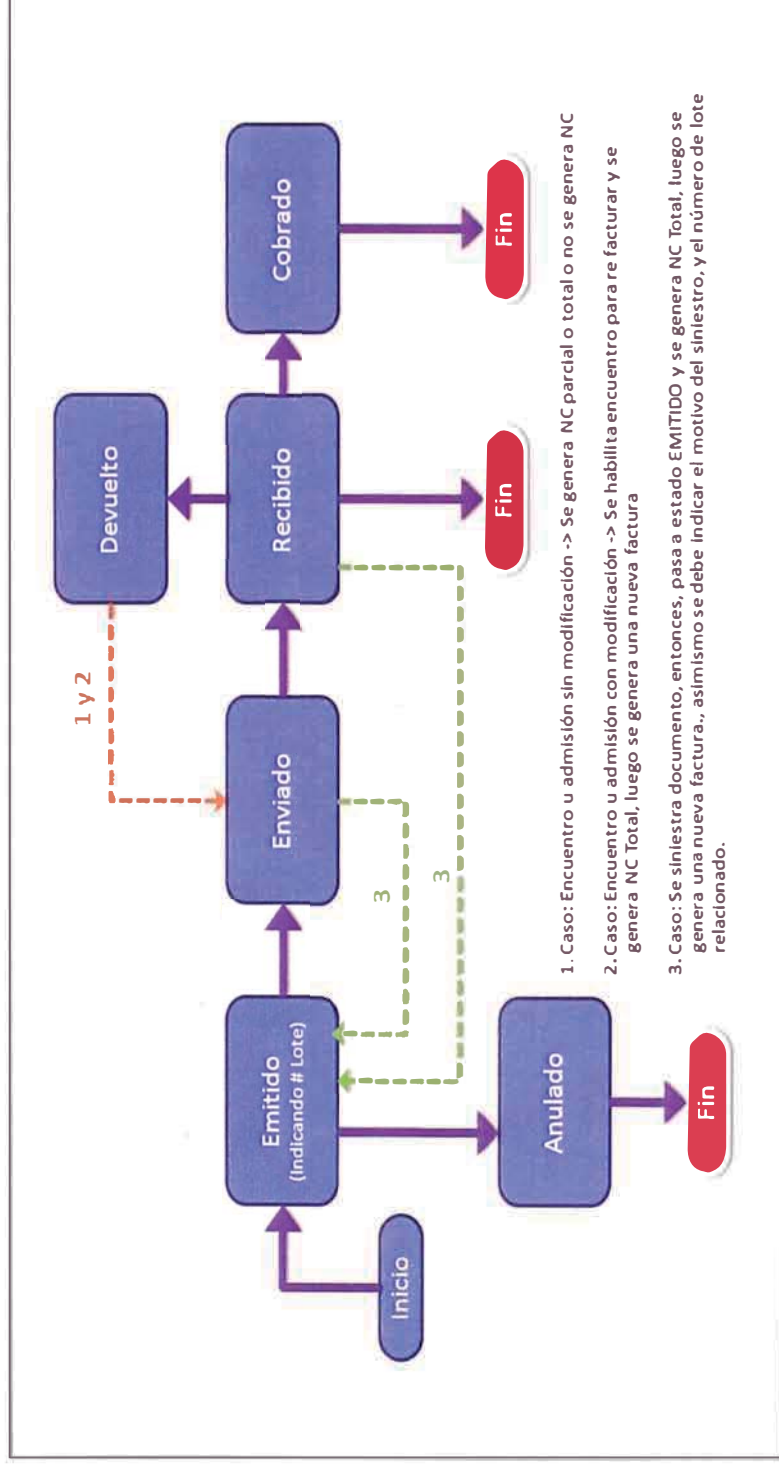 Devuelto
1 y 2
Inicio
Emitido
(Indicando # Lote)
Enviado
Recibido
Cobrado
3
3
Anulado
Fin
Fin
Fin
1. Caso: Encuentro u admisión sin modificación -> Se genera NC parcial o total o no se genera NC
2. Caso: Encuentro u admisión con modificación -> Se habilita encuentro para re facturar y se
genera NC Total, luego se genera una nueva factura
3. Caso: Se siniestra documento, entonces, pasa a estado EMITIDO y se genera NC Total, luego se
genera una nueva factura., asimismo se debe indicar el motivo del siniestro, y el número de lote
relacionado.